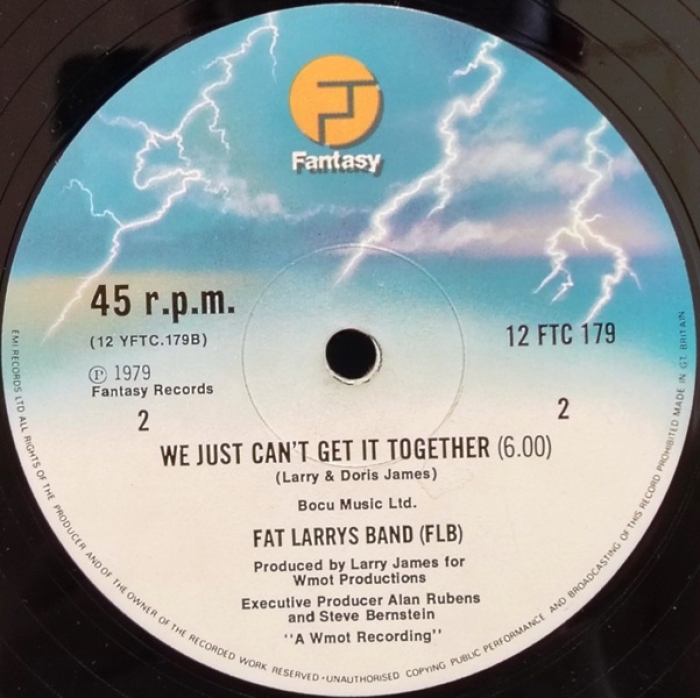 Fantasy
45 r.p.m.
(12 YFTC.179B)
12 FTC 179
℗ 1979
Fantasy Records
2
2
WE JUST CAN'T GET IT TOGETHER (6.00)
(Larry & Doris James)
Bocu Music Ltd.
FAT LARRYS BAND (FLB)
Produced by Larry James for
Wmot Productions
Executive Producer Alan Rubens
and Steve Bernstein
"A Wmot Recording"
EMI RECORDS LTD ALL RIGHTS OF THE PRODUCER AND OF THE OWNER OF THE RECORDED WORK RESERVED · UNAUTHORISED COPYING PUBLIC PERFORMANCE AND BROADCASTING OF THIS RECORD PROHIBITED MADE IN GT. BRITAIN